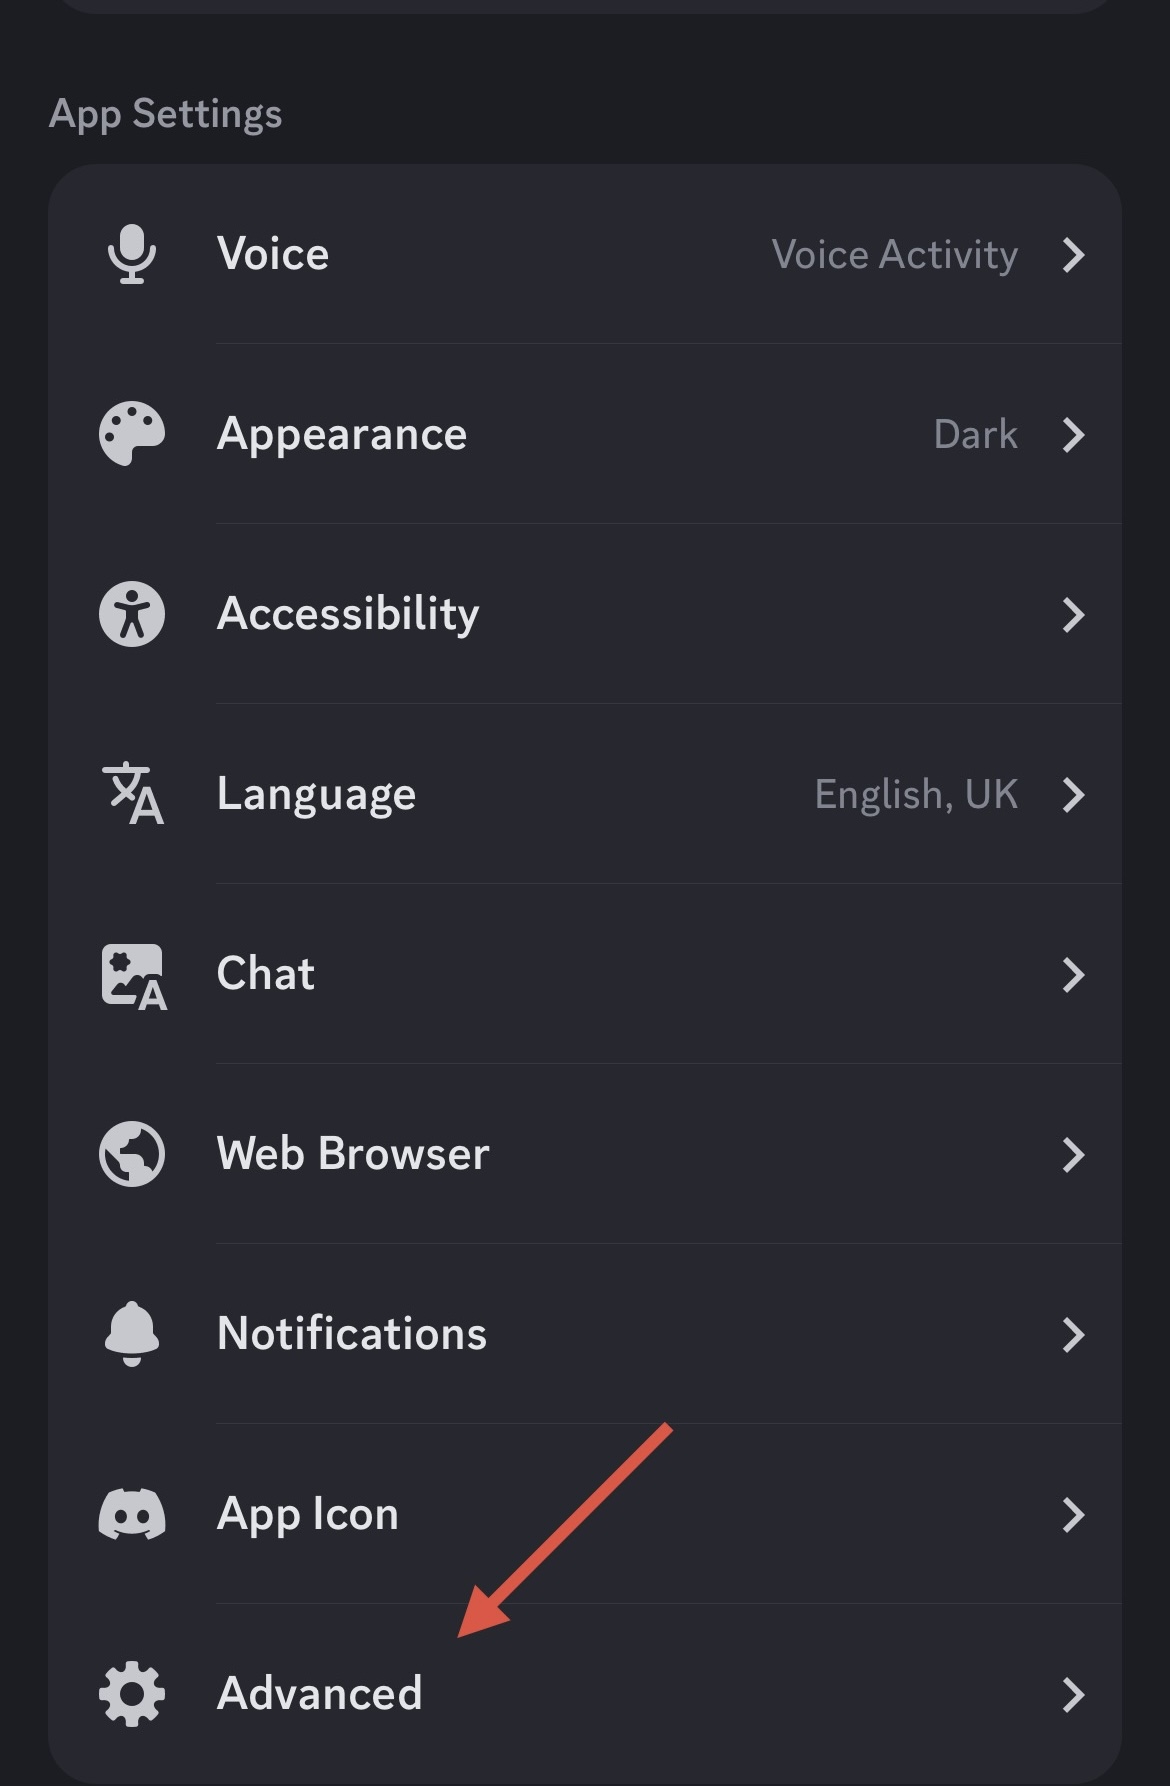 App Settings
Voice Voice Activity
Appearance Dark
Accessibility
Language English, UK
Chat
Web Browser
Notifications
App Icon
Advanced